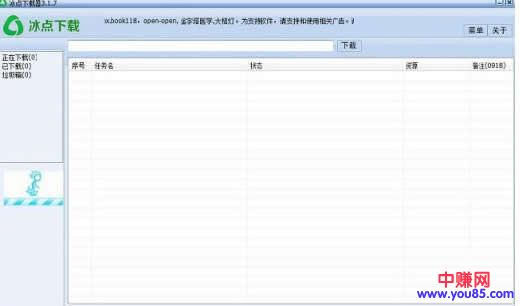 冰点下载器3.1.7
冰点下载
x.book118, open-open, 金字塔医学,大桔灯。为支持软件, 请支持和使用相关广告。
菜单 关于
下载
正在下载(0)
已下载(0)
垃圾箱(0)
序号 任务名 状态 资源 备注(0918)
中赚网
www.you85.com